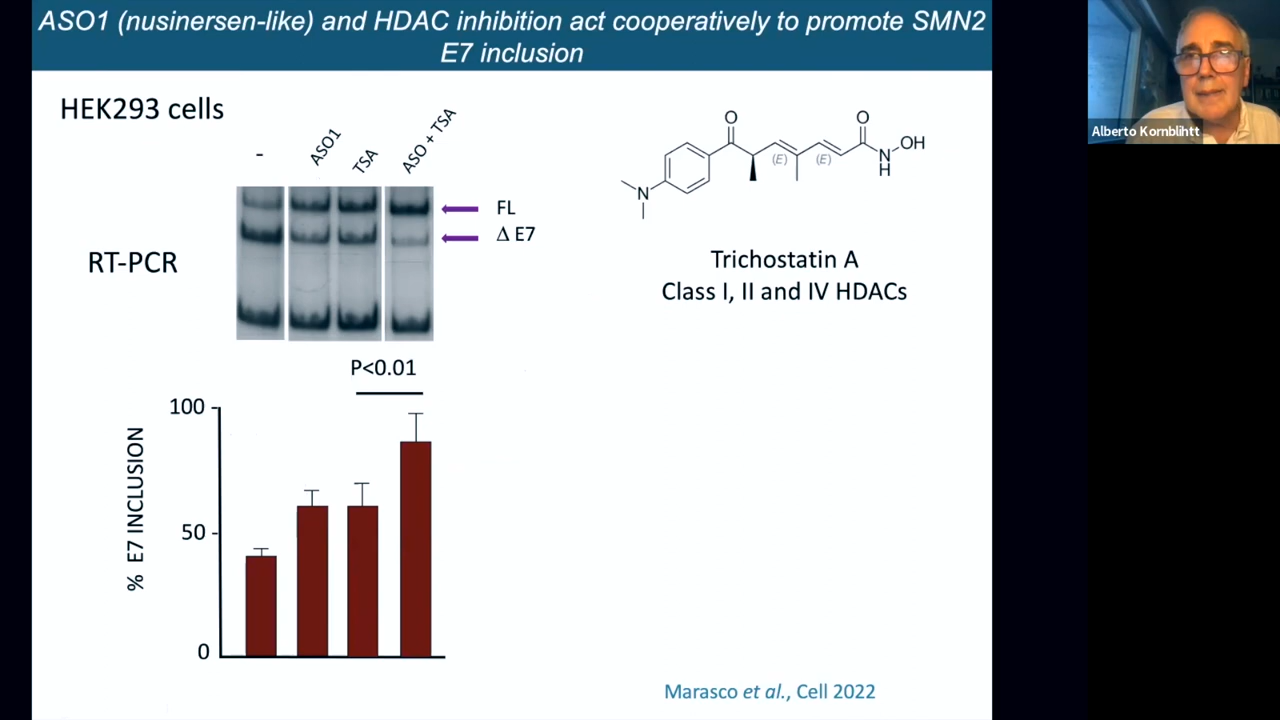 ASO1 (nusinersen-like) and HDAC inhibition act cooperatively to promote SMN2
E7 inclusion
HEK293 cells
-
ASO1
TSA
ASO + TSA
FL
Δ E7
RT-PCR
O
O
OH
N
H
(E)
(E)
N
Trichostatin A
Class I, II and IV HDACs
P<0.01
100
50
0
% E7 INCLUSION
Marasco et al., Cell 2022
Alberto Kornblihtt